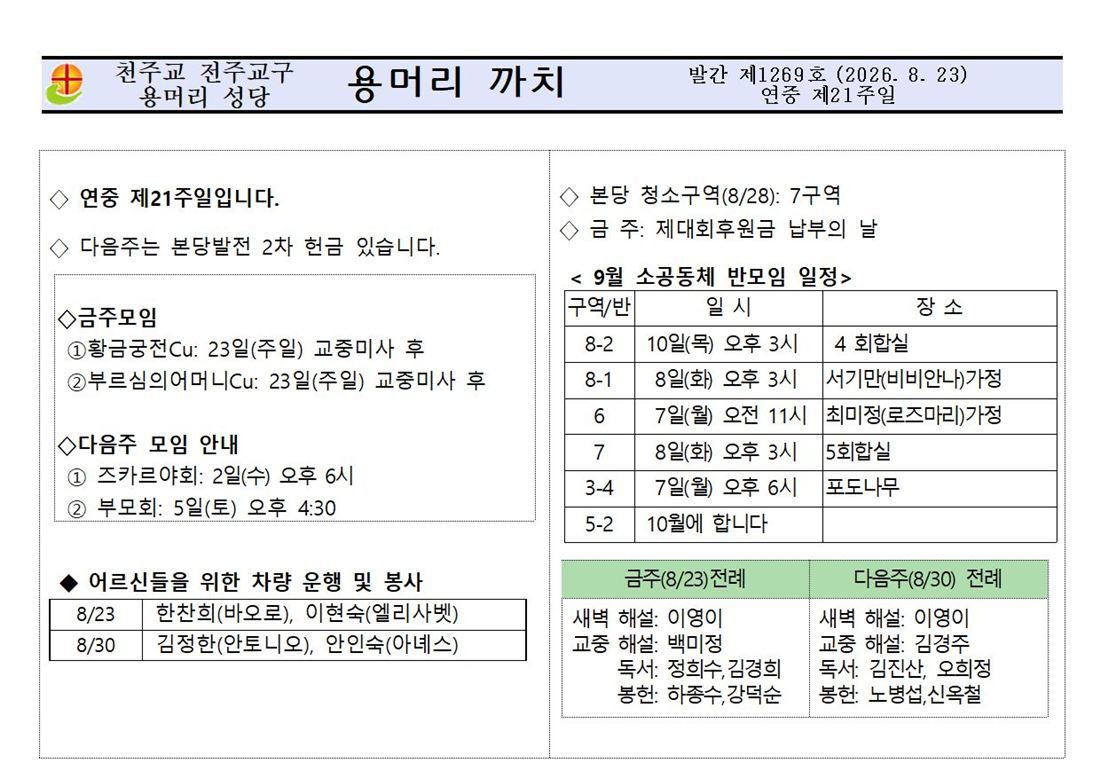 천주교 전주교구
용머리 성당
용머리 까치
발간 제1269호 (2026. 8. 23)
연중 제21주일
◇ 연중 제21주일입니다.
◇ 다음주는 본당발전 2차 헌금 있습니다.
◇금주모임
①황금궁전Cu: 23일(주일) 교중미사 후
②부르심의어머니Cu: 23일(주일) 교중미사 후
◇다음주 모임 안내
① 즈카르야회: 2일(수) 오후 6시
② 부모회: 5일(토) 오후 4:30
◆ 어르신들을 위한 차량 운행 및 봉사
8/23 한찬희(바오로), 이현숙(엘리사벳)
8/30 김정한(안토니오), 안인숙(아녜스)
◇ 본당 청소구역(8/28): 7구역
◇ 금 주: 제대회후원금 납부의 날
< 9월 소공동체 반모임 일정>
구역/반 일 시 장 소
8-2 10일(목) 오후 3시 4 회합실
8-1 8일(화) 오후 3시 서기만(비비안나)가정
6 7일(월) 오전 11시 최미정(로즈마리)가정
7 8일(화) 오후 3시 5회합실
3-4 7일(월) 오후 6시 포도나무
5-2 10월에 합니다
금주(8/23)전례
새벽 해설: 이영이
교중 해설: 백미정
독서: 정희수,김경희
봉헌: 하종수,강덕순
다음주(8/30) 전례
새벽 해설: 이영이
교중 해설: 김경주
독서: 김진산, 오희정
봉헌: 노병섭,신옥철